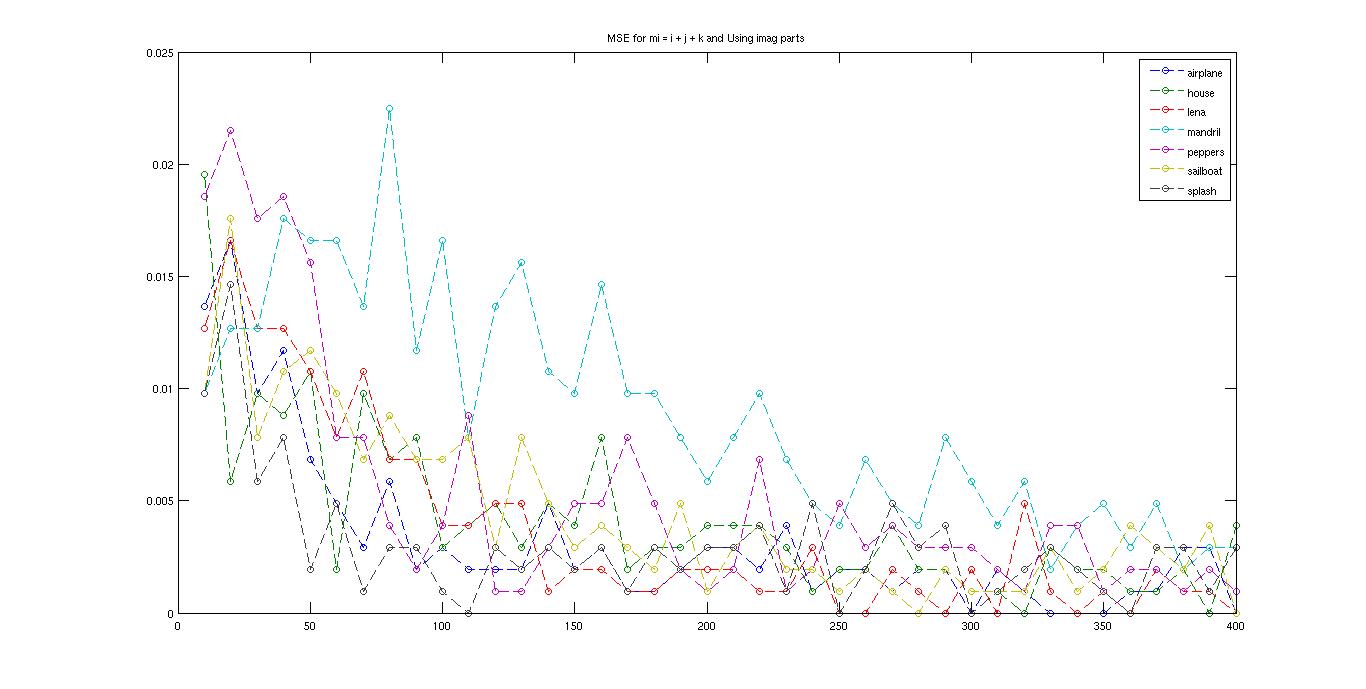 MSE for mi = i + j + k and Using imag parts
0.025
0.02
0.015
0.01
0.005
0
0 50 100 150 200 250 300 350 400
airplane
house
lena
mandril
peppers
sailboat
splash